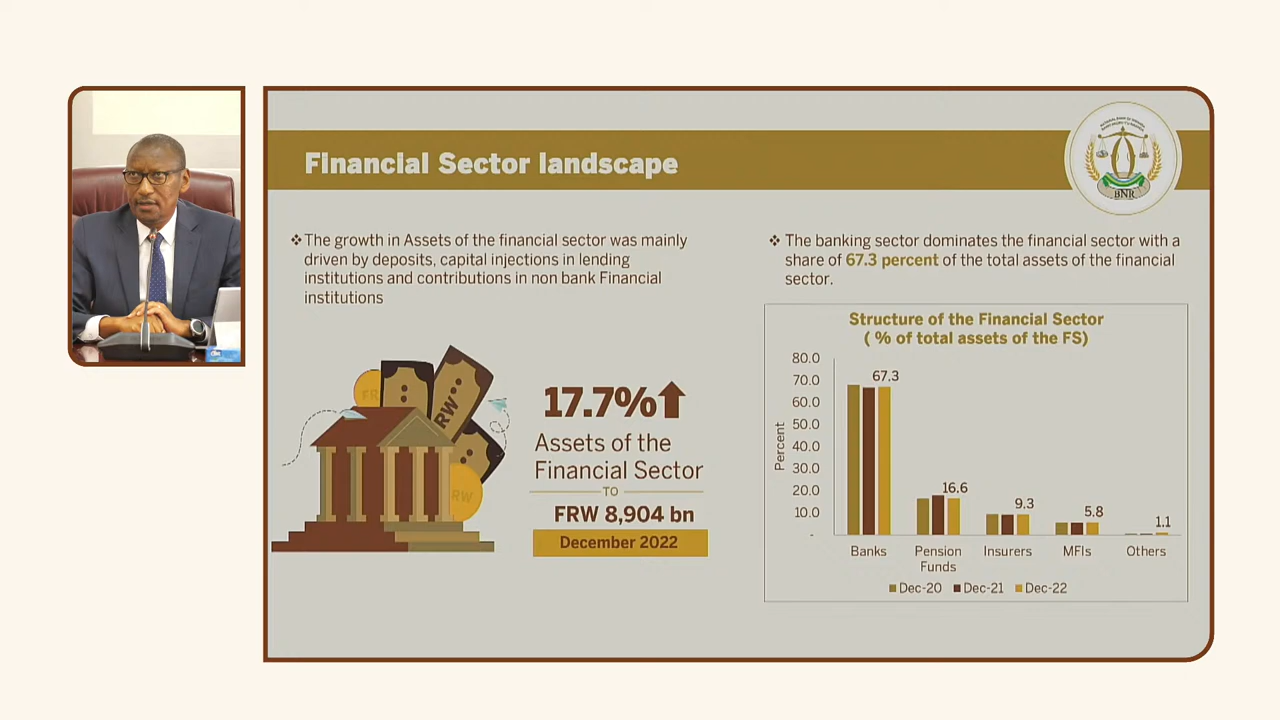 Financial Sector landscape
BNR
❖ The growth in Assets of the financial sector was mainly
driven by deposits, capital injections in lending
institutions and contributions in non bank Financial
institutions
FR
RW
RW
17.7%
Assets of the
Financial Sector
TO
FRW 8,904 bn
December 2022
❖ The banking sector dominates the financial sector with a
share of 67.3 percent of the total assets of the financial
sector.
Structure of the Financial Sector
( % of total assets of the FS)
Percent
80.0
70.0
60.0
50.0
40.0
30.0
20.0
10.0
-
67.3
16.6
9.3
5.8
1.1
Banks
Pension
Funds
Insurers
MFIs
Others
Dec-20
Dec-21
Dec-22